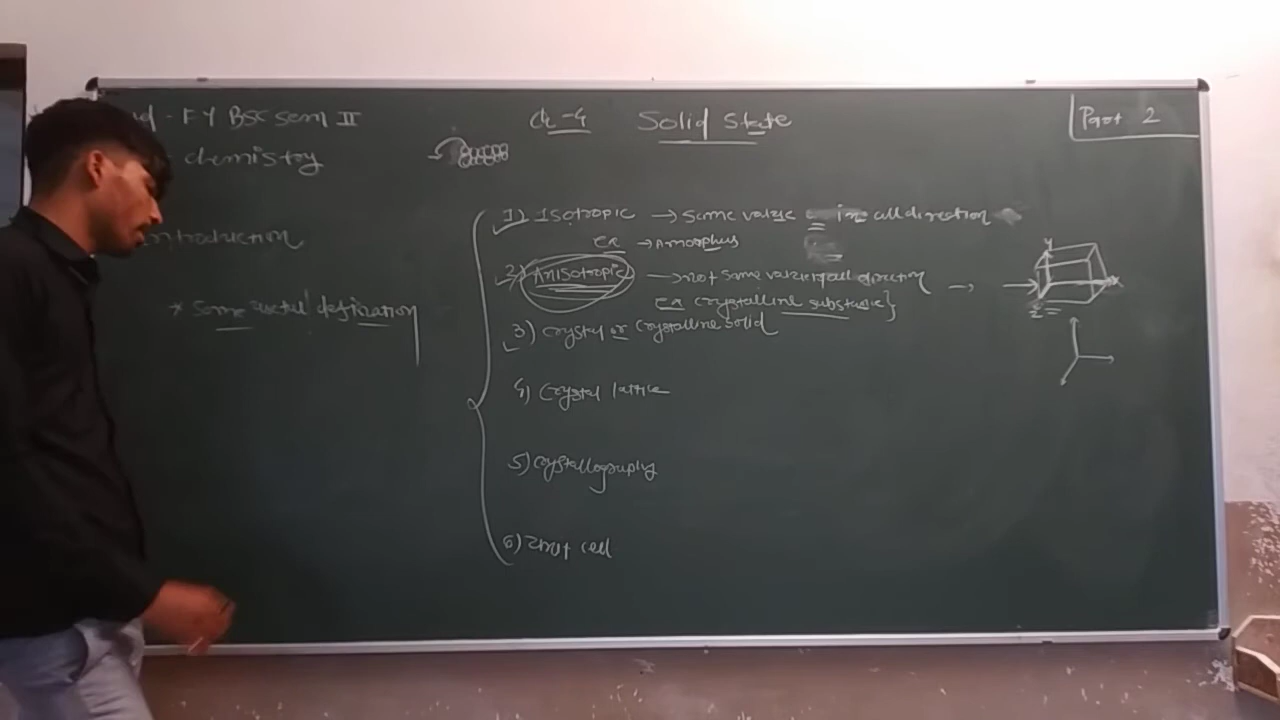 - FY BSC Sem II
Ch-4 Solid State
Part 2
chemistry
1) Isotropic → Same value in all direction
ex → Amorphus
ntroduction
2) Anisotropic → not same value all direction →
ex crystalline substance}
* Some useful defination
3) crystal or crystalline solid
4) crystal lattice
5) crystallography
6) Unit cell